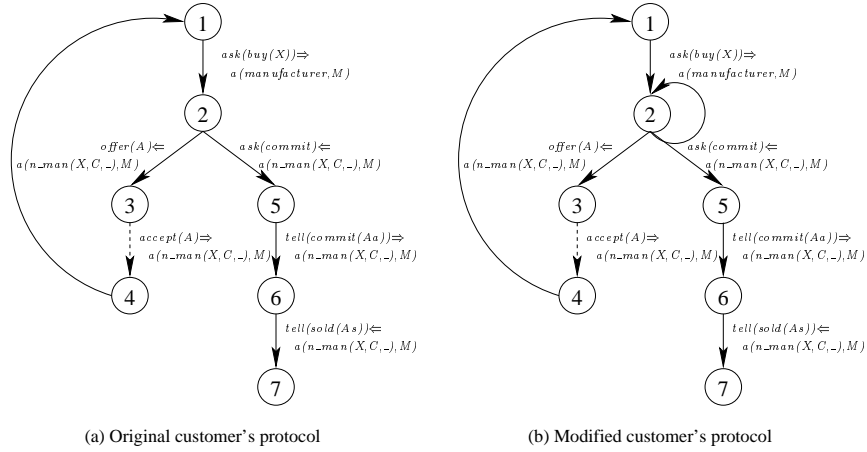 1
ask(buy(X))⇒
a(manufacturer,M)
2
offer(A)⇐
a(n_man(X,C,_),M)
ask(commit)⇐
a(n_man(X,C,_),M)
3
5
accept(A)⇒
a(n_man(X,C,_),M)
tell(commit(Aa))⇒
a(n_man(X,C,_),M)
4
6
tell(sold(As))⇐
a(n_man(X,C,_),M)
7
(a) Original customer's protocol
1
ask(buy(X))⇒
a(manufacturer,M)
2
offer(A)⇐
a(n_man(X,C,_),M)
ask(commit)⇐
a(n_man(X,C,_),M)
3
5
accept(A)⇒
a(n_man(X,C,_),M)
tell(commit(Aa))⇒
a(n_man(X,C,_),M)
4
6
tell(sold(As))⇐
a(n_man(X,C,_),M)
7
(b) Modified customer's protocol